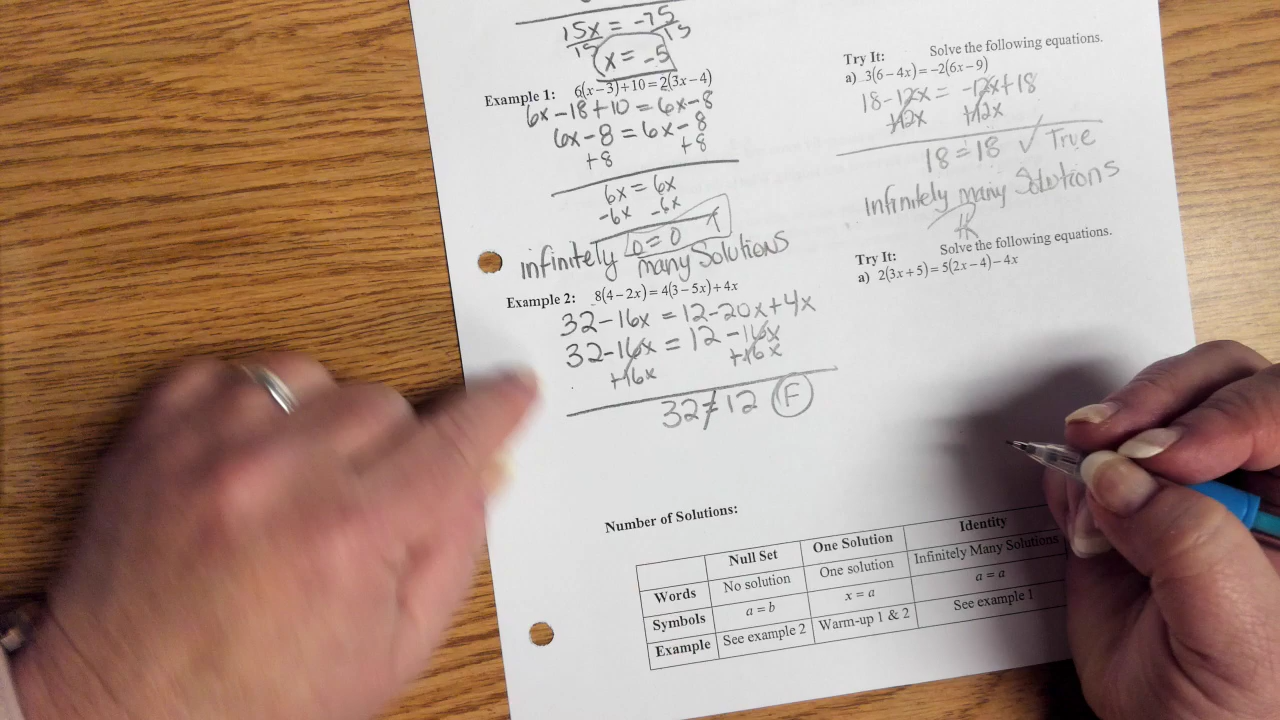 15x = -75
15 15
x = -5
Example 1: 6(x−3)+10=2(3x−4)
6x-18+10 = 6x-8
6x-8 = 6x-8
+8 +8
6x = 6x
-6x -6x
0 = 0
infinitely many Solutions
Example 2: 8(4−2x)=4(3−5x)+4x
32-16x = 12-20x+4x
32-16x = 12-16x
+16x +16x
32≠12 F
Try It: Solve the following equations.
a) 3(6−4x)=−2(6x−9)
18-12x = -12x+18
+12x +12x
18=18 ✓ True
Infinitely many Solutions
Try It: Solve the following equations.
a) 2(3x+5)=5(2x−4)−4x
Number of Solutions:
Null Set One Solution Identity
Words No solution One solution Infinitely Many Solutions
Symbols a = b x = a a = a
Example See example 2 Warm-up 1 & 2 See example 1